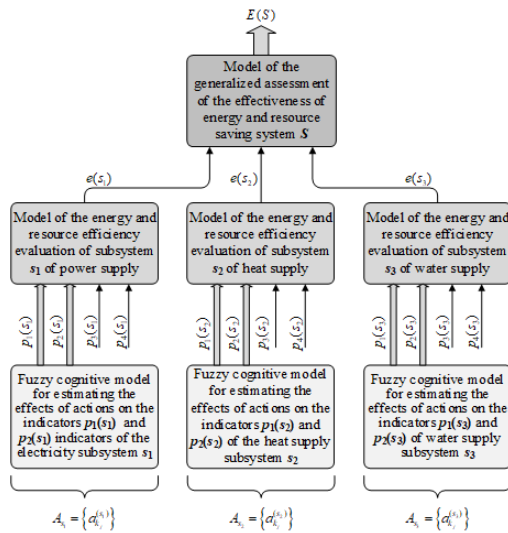 E(S)
Model of the
generalized assessment
of the effectiveness of
energy and resource
saving system S
e(s₁)
e(s₂)
e(s₃)
Model of the energy and
resource efficiency
evaluation of subsystem
s₁ of power supply
Model of the energy and
resource efficiency
evaluation of subsystem
s₂ of heat supply
Model of the energy and
resource efficiency
evaluation of subsystem
s₃ of water supply
p₁(s₁)
p₂(s₁)
p₃(s₁)
p₄(s₁)
p₁(s₂)
p₂(s₂)
p₃(s₂)
p₄(s₂)
p₁(s₃)
p₂(s₃)
p₃(s₃)
p₄(s₃)
Fuzzy cognitive model
for estimating the
effects of actions on the
indicators p₁(s₁) and
p₂(s₁) indicators of the
electricity subsystem s₁
Fuzzy cognitive model
for estimating the
effects of actions on the
indicators p₁(s₂) and
p₂(s₂) of the heat supply
subsystem s₂
Fuzzy cognitive model
for estimating the
effects of actions on the
indicators p₁(s₃) and
p₂(s₃) of water supply
subsystem s₃